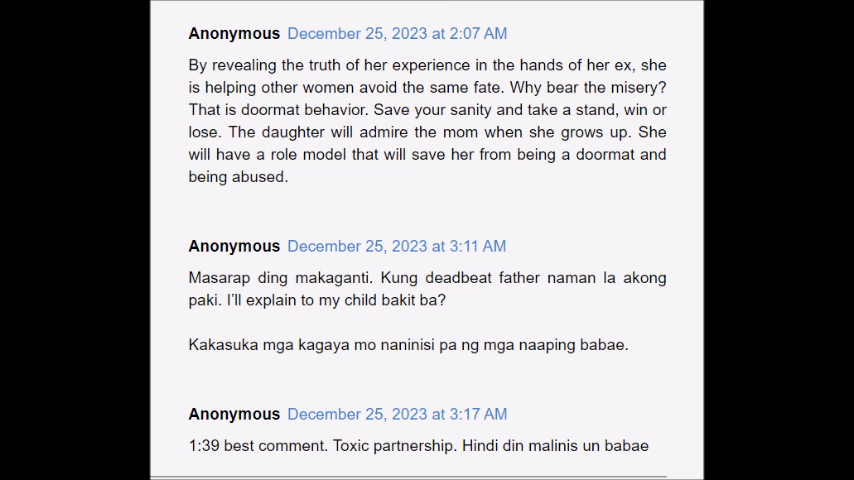 Anonymous December 25, 2023 at 2:07 AM
By revealing the truth of her experience in the hands of her ex, she
is helping other women avoid the same fate. Why bear the misery?
That is doormat behavior. Save your sanity and take a stand, win or
lose. The daughter will admire the mom when she grows up. She
will have a role model that will save her from being a doormat and
being abused.
Anonymous December 25, 2023 at 3:11 AM
Masarap ding makaganti. Kung deadbeat father naman la akong
paki. I’ll explain to my child bakit ba?
Kakasuka mga kagaya mo naninisi pa ng mga naaping babae.
Anonymous December 25, 2023 at 3:17 AM
1:39 best comment. Toxic partnership. Hindi din malinis un babae